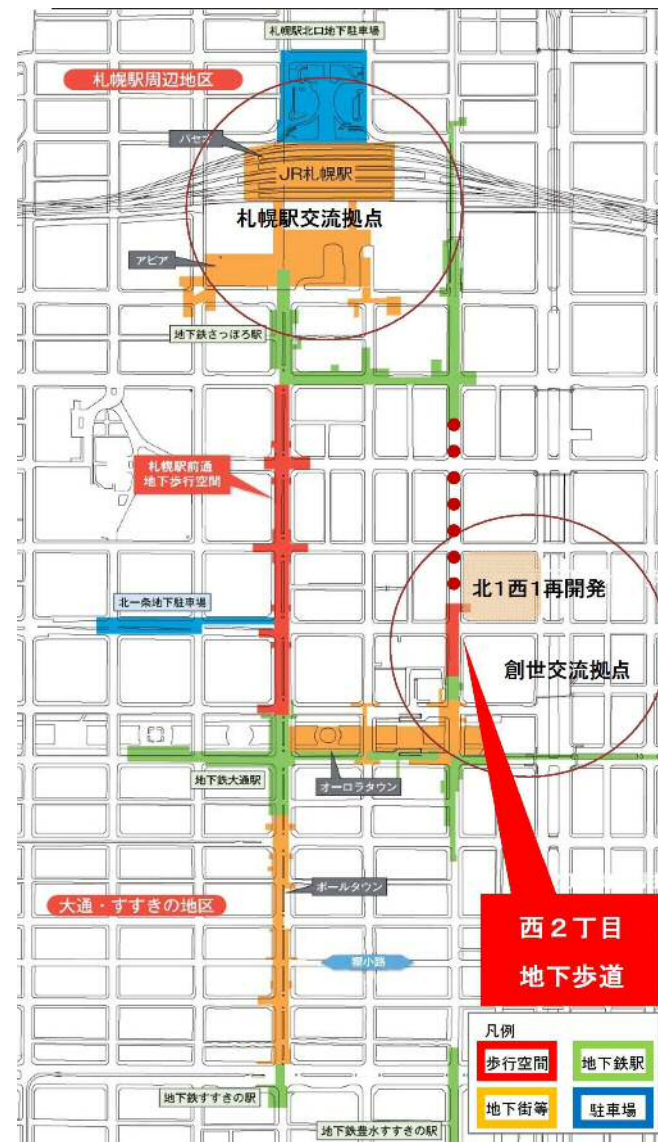 札幌駅北口地下駐車場
札幌駅周辺地区
パセオ
JR札幌駅
札幌駅交流拠点
アピア
地下鉄さっぽろ駅
札幌駅前通
地下歩行空間
北1西1再開発
北一条地下駐車場
創世交流拠点
地下鉄大通駅
オーロラタウン
ポールタウン
大通・すすきの地区
西2丁目
地下歩道
狸小路
凡例
歩行空間
地下鉄駅
地下街等
駐車場
地下鉄すすきの駅
地下鉄豊水すすきの駅